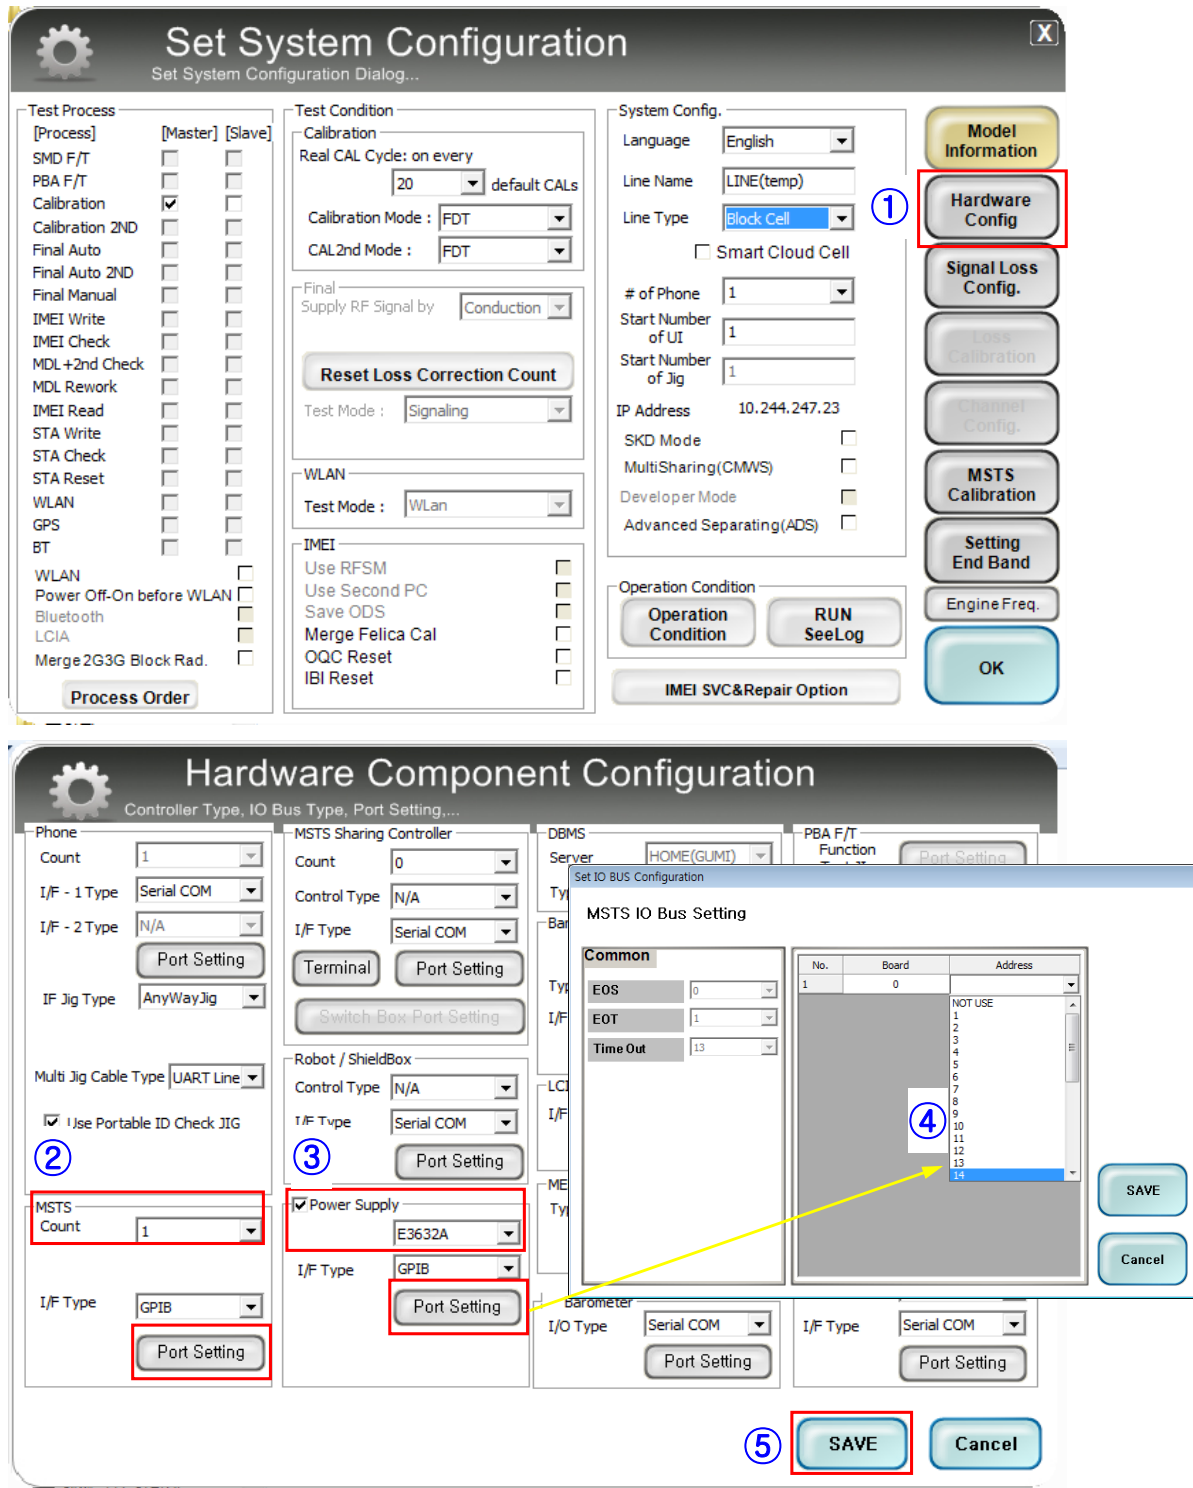 Set System Configuration
Set System Configuration Dialog...
X
Test Process
[Process] [Master] [Slave]
SMD F/T
PBA F/T
Calibration
Calibration 2ND
Final Auto
Final Auto 2ND
Final Manual
IMEI Write
IMEI Check
MDL+2nd Check
MDL Rework
IMEI Read
STA Write
STA Check
STA Reset
WLAN
GPS
BT
WLAN
Power Off-On before WLAN
Bluetooth
LCIA
Merge 2G3G Block Rad.
Process Order
Test Condition
Calibration
Real CAL Cycle: on every
20 default CALs
Calibration Mode : FDT
CAL2nd Mode : FDT
Final
Supply RF Signal by Conduction
Reset Loss Correction Count
Test Mode : Signaling
WLAN
Test Mode : WLan
IMEI
Use RFSM
Use Second PC
Save ODS
Merge Felica Cal
OQC Reset
IBI Reset
System Config.
Language English
Line Name LINE(temp)
Line Type Block Cell
Smart Cloud Cell
# of Phone 1
Start Number
of UI 1
Start Number
of Jig 1
IP Address 10.244.247.23
SKD Mode
MultiSharing(CMWS)
Developer Mode
Advanced Separating(ADS)
Operation Condition
Operation
Condition
RUN
SeeLog
IMEI SVC&Repair Option
①
Model
Information
Hardware
Config
Signal Loss
Config.
Loss
Calibration
Channel
Config.
MSTS
Calibration
Setting
End Band
Engine Freq.
OK
Hardware Component Configuration
Controller Type, IO Bus Type, Port Setting,...
Phone
Count 1
I/F - 1 Type Serial COM
I/F - 2 Type N/A
Port Setting
IF Jig Type AnyWayJig
Multi Jig Cable Type UART Line
Use Portable ID Check JIG
②
MSTS
Count 1
I/F Type GPIB
Port Setting
MSTS Sharing Controller
Count 0
Control Type N/A
I/F Type Serial COM
Terminal Port Setting
Switch Box Port Setting
Robot / ShieldBox
Control Type N/A
I/F Type Serial COM
③ Port Setting
Power Supply
E3632A
I/F Type GPIB
Port Setting
DBMS
Server HOME(GUMI)
Barometer
I/O Type Serial COM
Port Setting
PBA F/T
Function
Port Setting
I/F Type Serial COM
Port Setting
Set IO BUS Configuration
MSTS IO Bus Setting
Common
EOS 0
EOT 1
Time Out 13
No. Board Address
1 0
NOT USE
1
2
3
4
5
6
7
8
9
10
11
12
13
14
④
SAVE
Cancel
⑤ SAVE Cancel